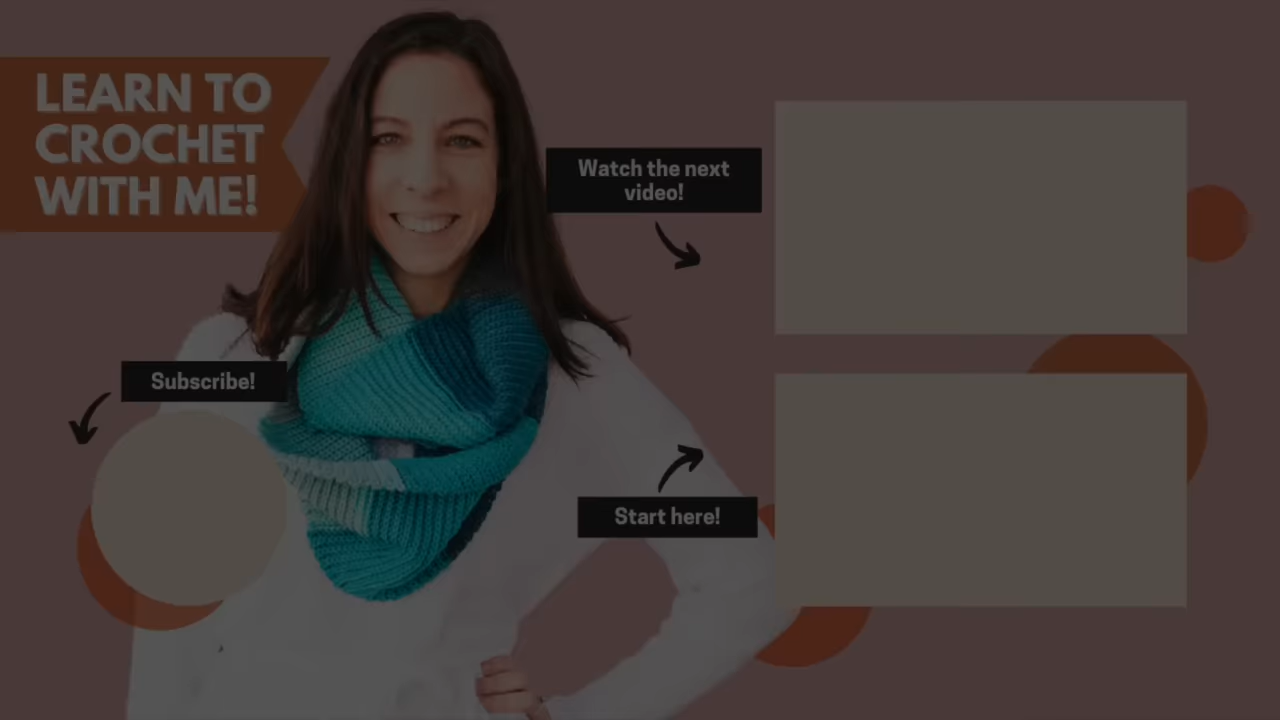 LEARN TO
CROCHET
WITH ME!
Watch the next
video!
Subscribe!
Start here!